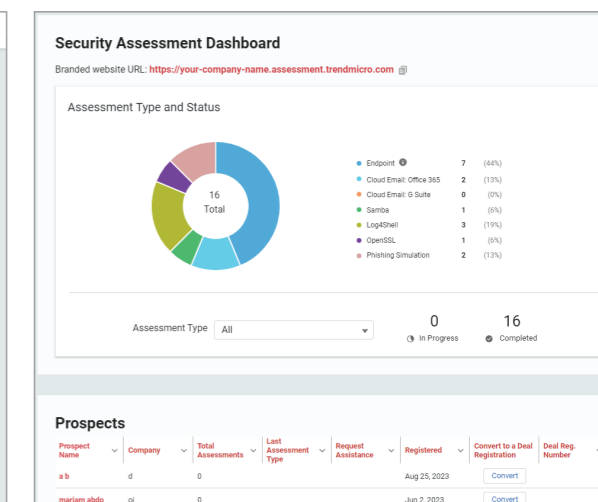 Security Assessment Dashboard
Branded website URL: https://your-company-name.assessment.trendmicro.com
Assessment Type and Status
16
Total
Endpoint 7 (44%)
Cloud Email: Office 365 2 (13%)
Cloud Email: G Suite 0 (0%)
Samba 1 (6%)
Log4Shell 3 (19%)
OpenSSL 1 (6%)
Phishing Simulation 2 (13%)
Assessment Type All
0
In Progress
16
Completed
Prospects
Prospect Name
Company
Total Assessments
Last Assessment Type
Request Assistance
Registered
Convert to a Deal Registration
Deal Reg. Number
a b d 0 Aug 25, 2023 Convert
mariam abdo oi 0 Jun 2, 2023 Convert